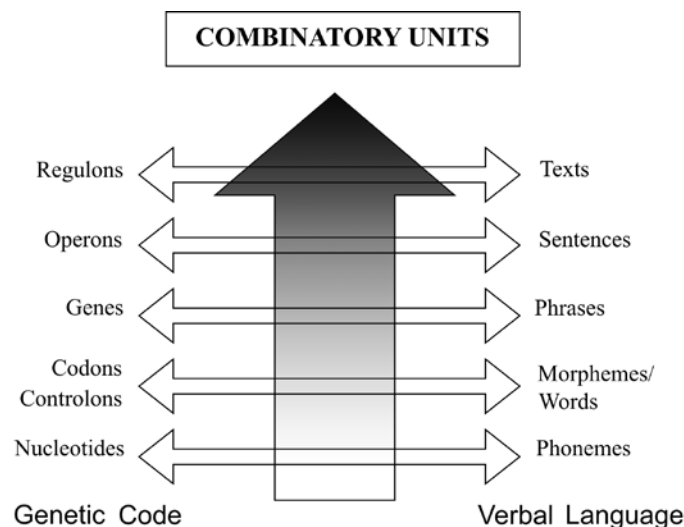 COMBINATORY UNITS
Regulons
Texts
Operons
Sentences
Genes
Phrases
Codons
Controlons
Morphemes/
Words
Nucleotides
Phonemes
Genetic Code
Verbal Language